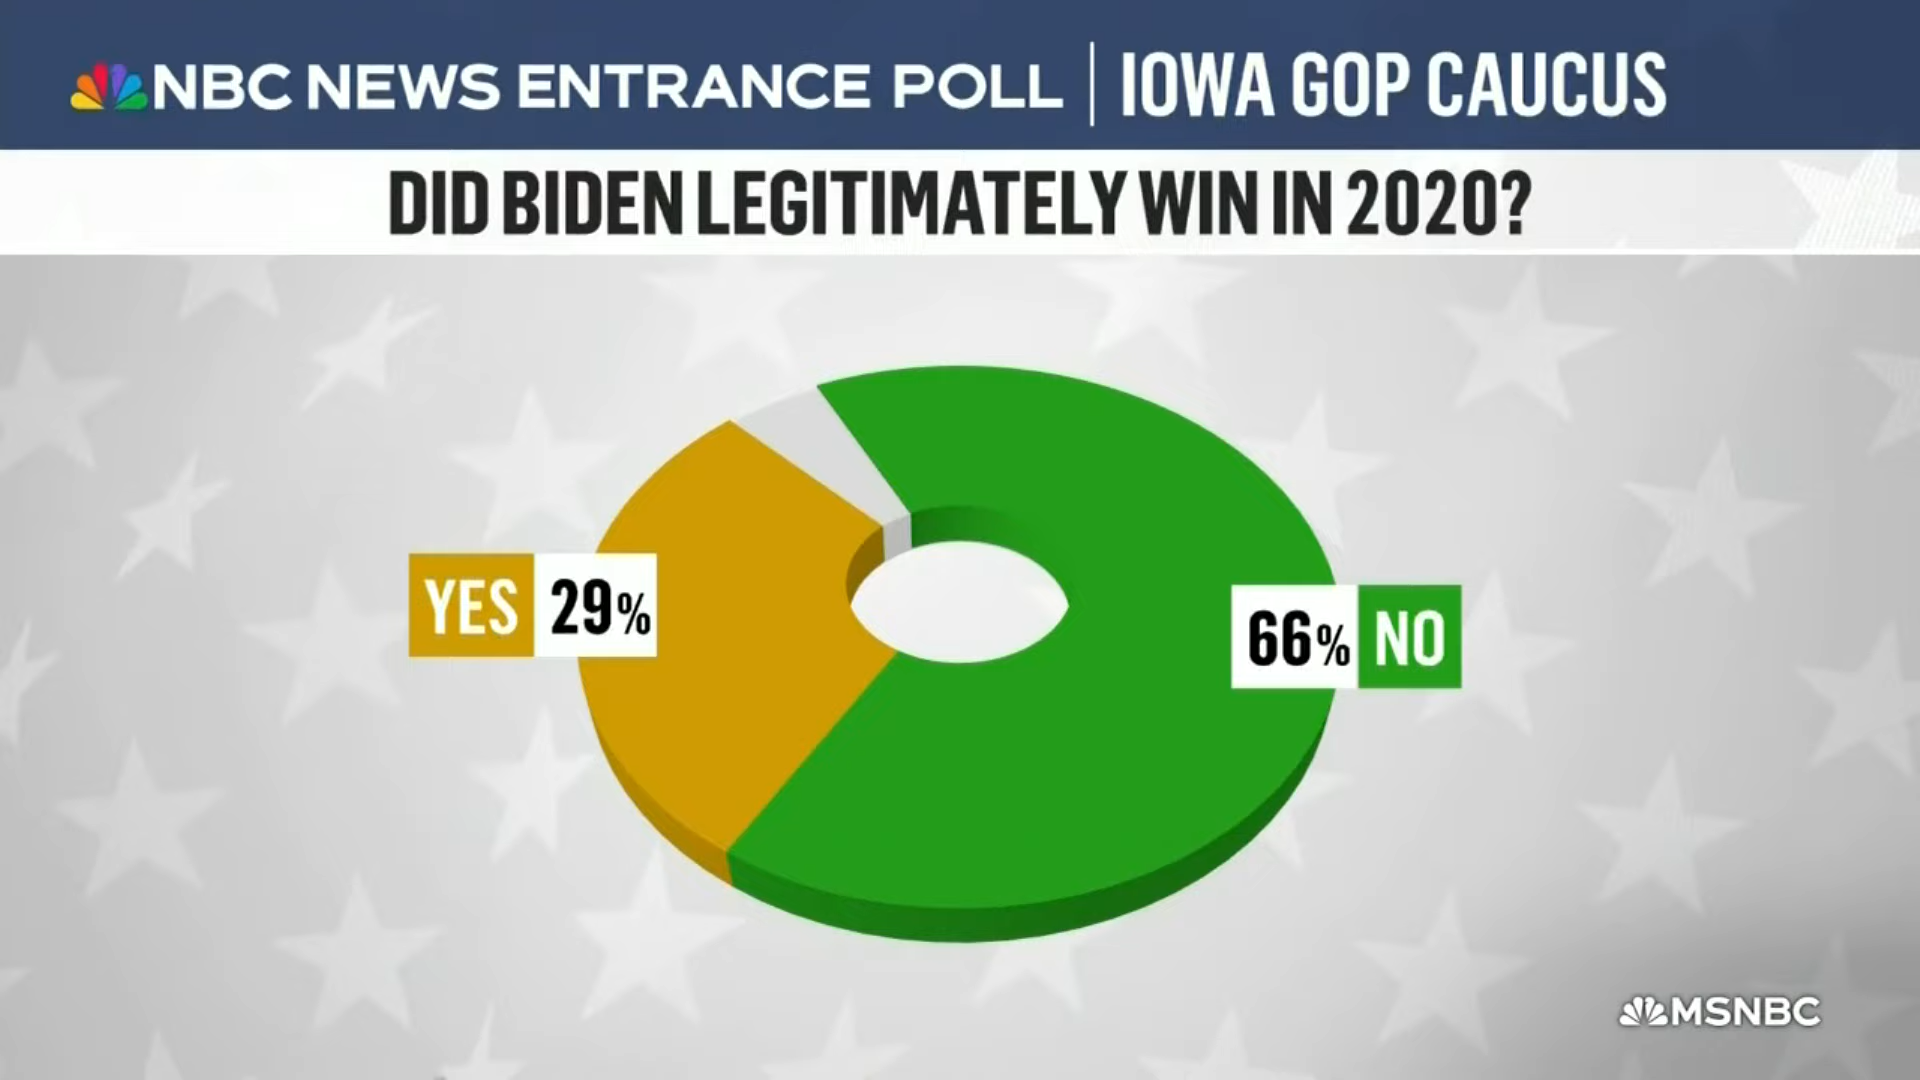 NBC NEWS ENTRANCE POLL | IOWA GOP CAUCUS
DID BIDEN LEGITIMATELY WIN IN 2020?
YES 29%
66% NO
MSNBC